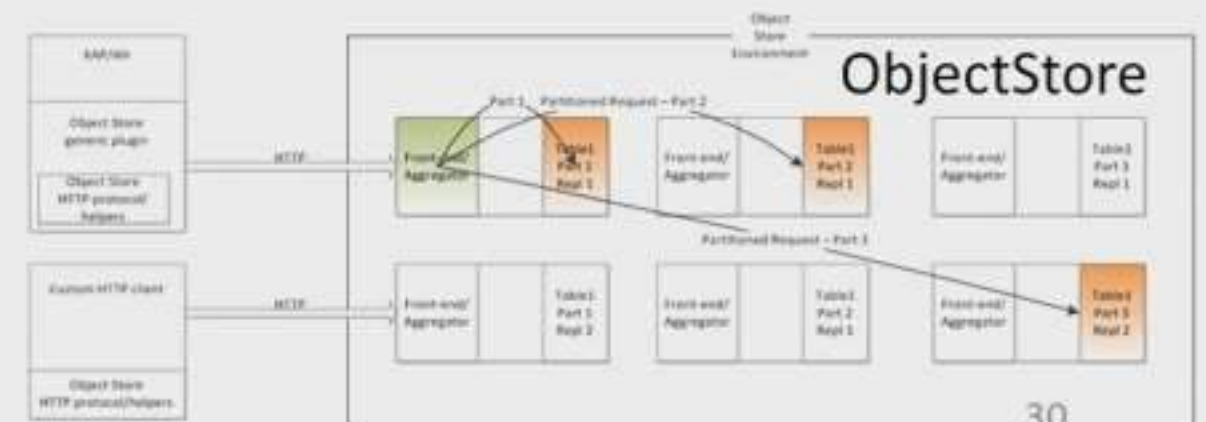 Object
Store
Environment
ObjectStore
Object Store
generic plugin
Object Store
HTTP protocol/
helpers
HTTP
Part 1
Partitioned Request – Part 2
Front-end/
Aggregator
Table1
Part 1
Repl 1
Front-end/
Aggregator
Table1
Part 2
Repl 1
Front-end/
Aggregator
Table1
Part 3
Repl 1
Partitioned Request – Part 3
Custom HTTP client
Object Store
HTTP protocol/helpers
HTTP
Front-end/
Aggregator
Table1
Part 1
Repl 2
Front-end/
Aggregator
Table1
Part 2
Front-end/
Aggregator
Table1
Part 3
Repl 2
30